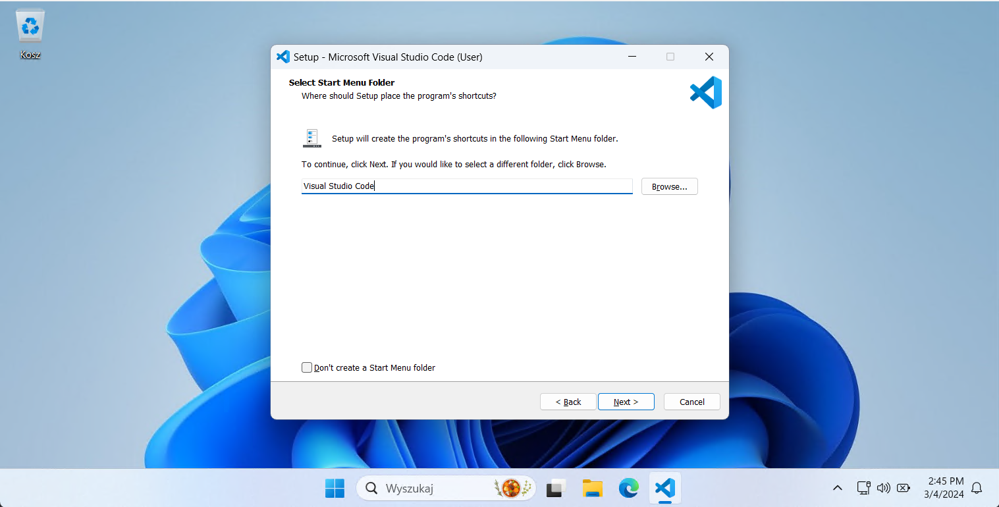 Kosz
Setup - Microsoft Visual Studio Code (User)
Select Start Menu Folder
Where should Setup place the program's shortcuts?
Setup will create the program's shortcuts in the following Start Menu folder.
To continue, click Next. If you would like to select a different folder, click Browse.
Visual Studio Code
Browse...
Don't create a Start Menu folder
< Back
Next >
Cancel
Wyszukaj
2:45 PM
3/4/2024